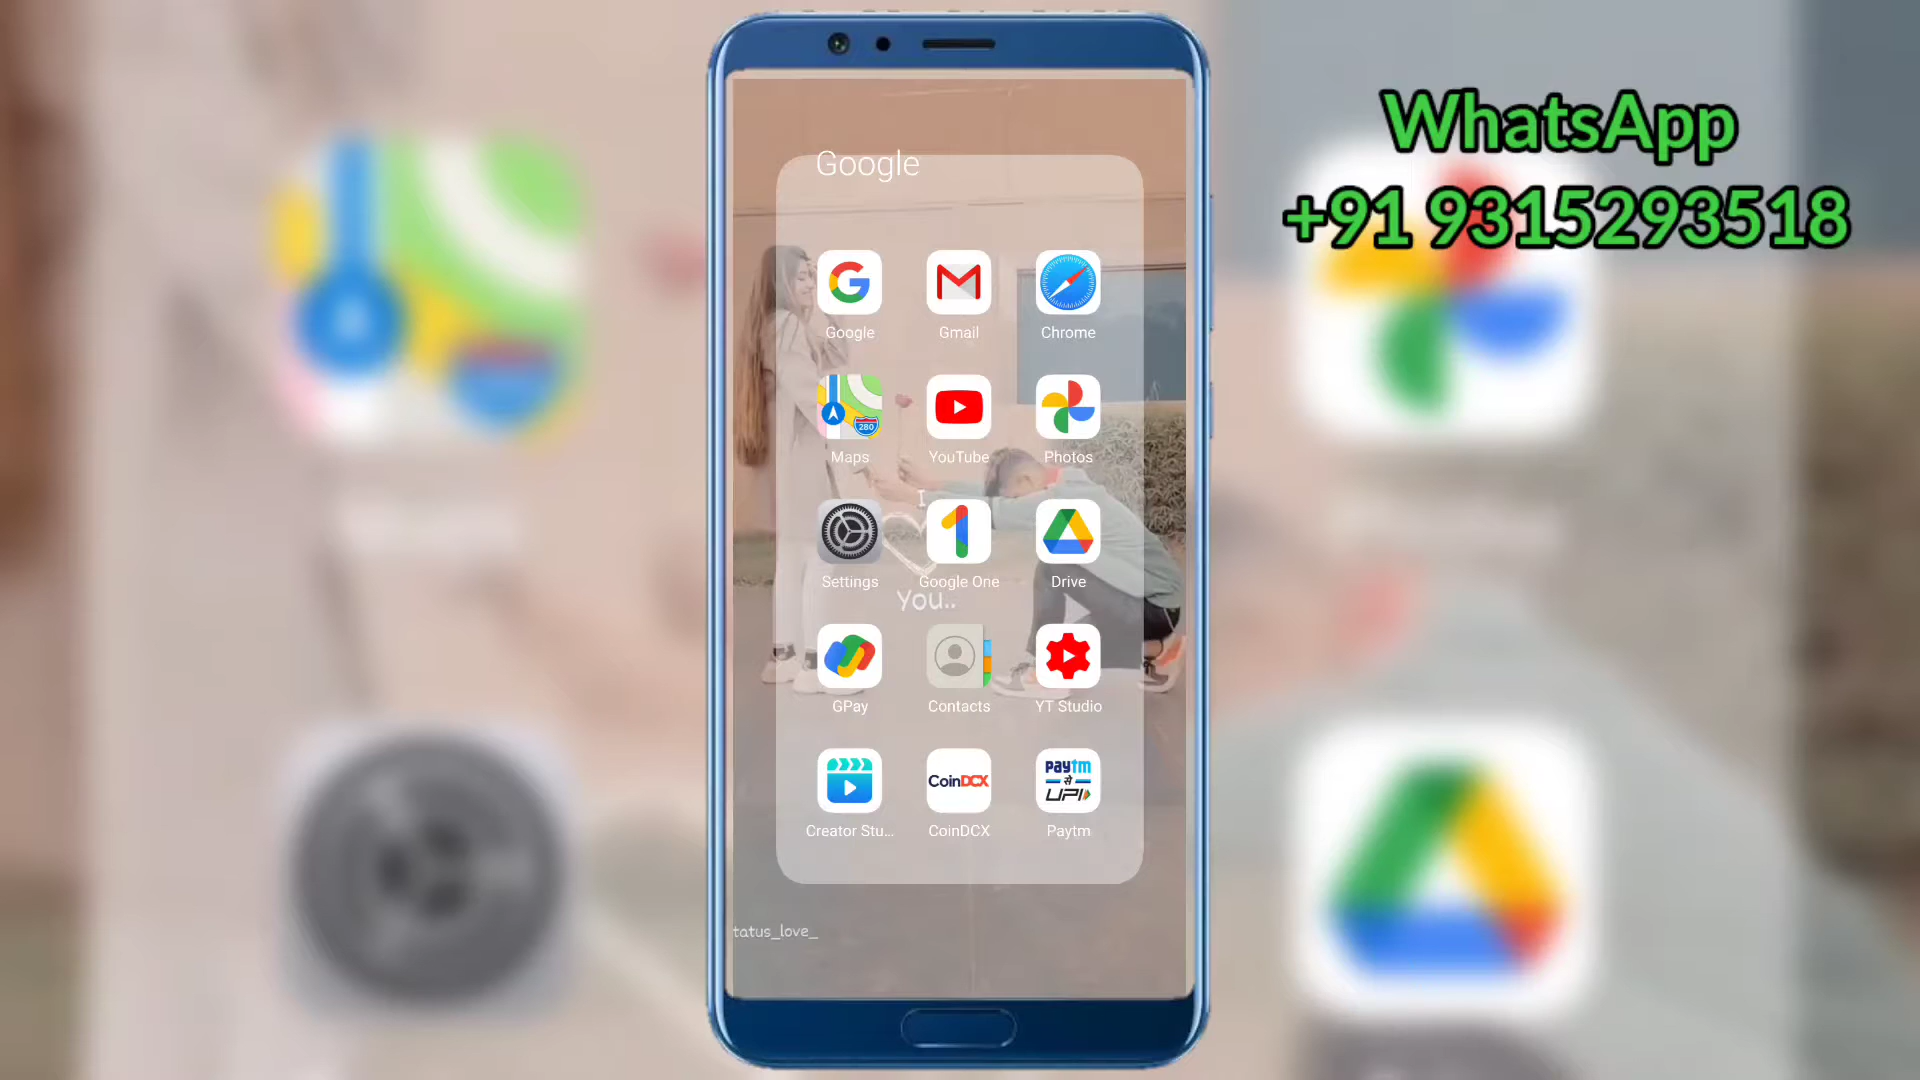 WhatsApp
+91 9315293518
Google
Google Gmail Chrome
280
Maps YouTube Photos
I
Settings Google One Drive
You..
GPay Contacts YT Studio
CoinDCX
paytm
से
UPI
Creator Stu... CoinDCX Paytm
tatus_love_